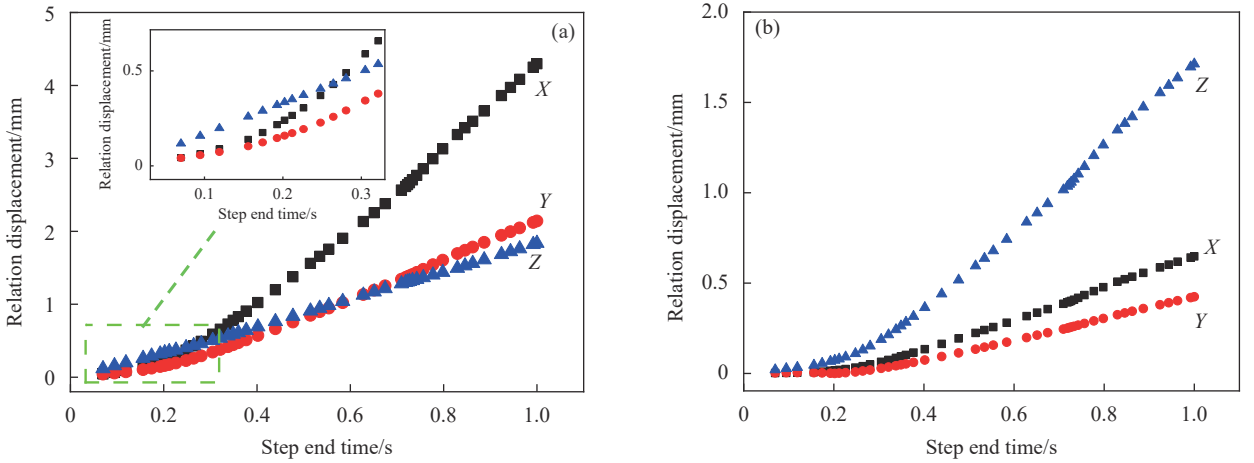 (a)
Relation displacement/mm
5
4
3
2
1
0
0
0.2
0.4
0.6
0.8
1.0
Step end time/s
X
Y
Z
Relation displacement/mm
0.5
0
0.1
0.2
0.3
Step end time/s
(b)
Relation displacement/mm
2.0
1.5
1.0
0.5
0
0
0.2
0.4
0.6
0.8
1.0
Step end time/s
Z
X
Y